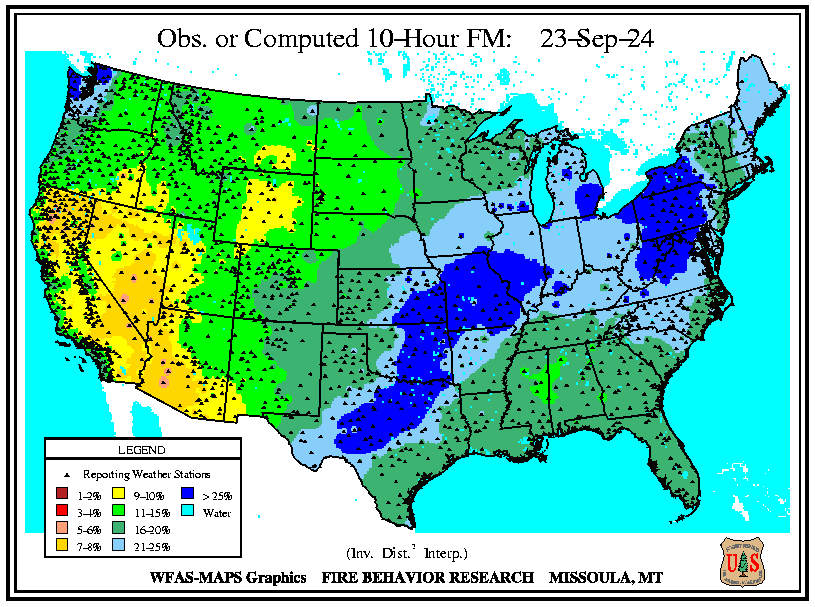 Obs. or Computed 10-Hour FM: 23-Sep-24
LEGEND
Reporting Weather Stations
1-2% 9-10% > 25%
3-4% 11-15% Water
5-6% 16-20%
7-8% 21-25%
(Inv. Dist.² Interp.)
WFAS-MAPS Graphics FIRE BEHAVIOR RESEARCH MISSOULA, MT
U S